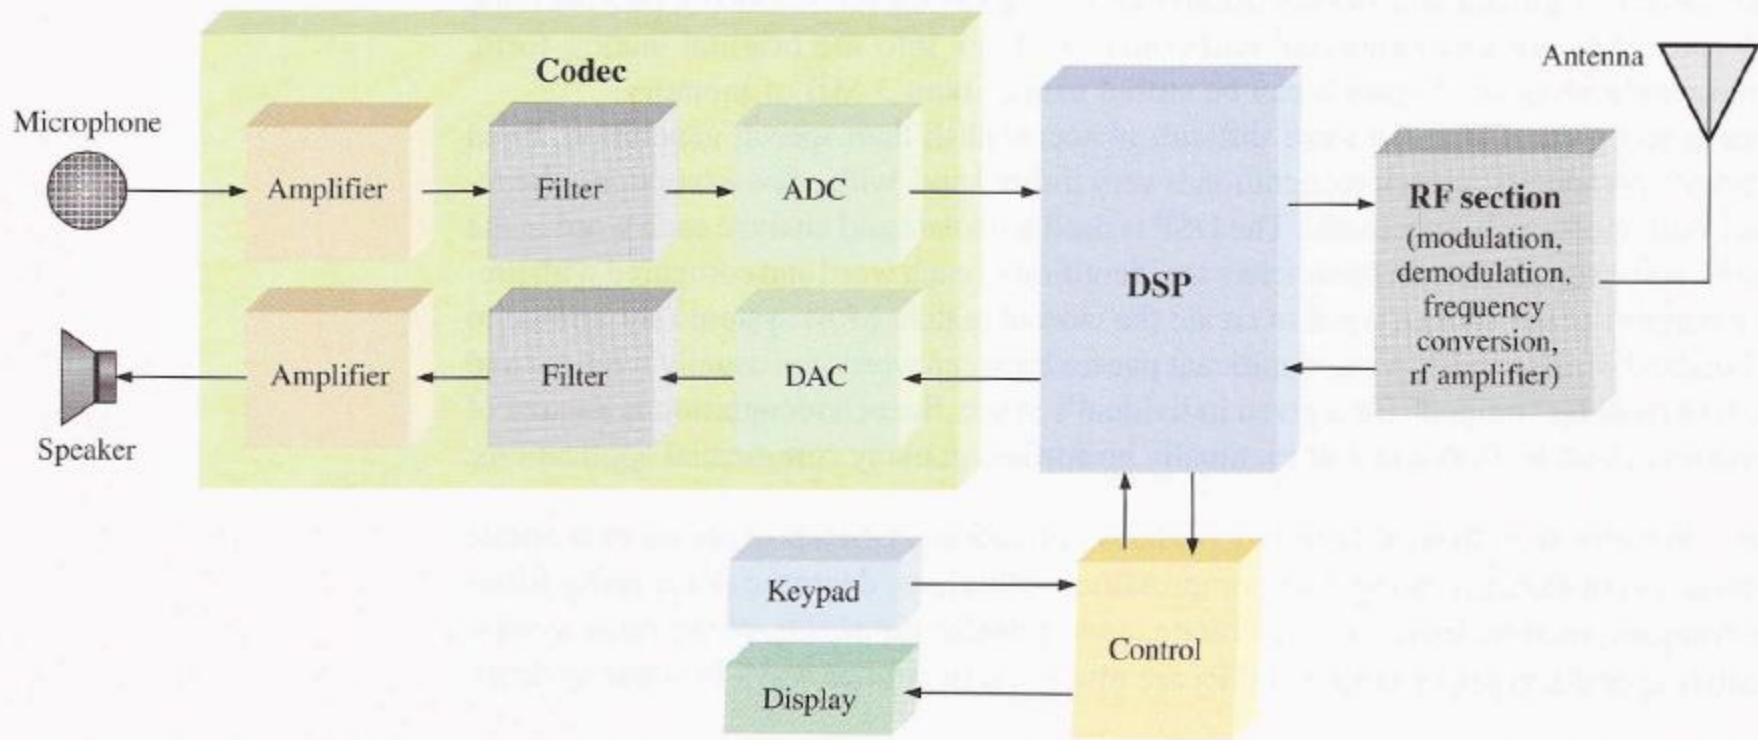 Codec
Antenna
Microphone
Amplifier
Filter
ADC
RF section
(modulation,
demodulation,
frequency
conversion,
rf amplifier)
DSP
Amplifier
Filter
DAC
Speaker
Keypad
Control
Display